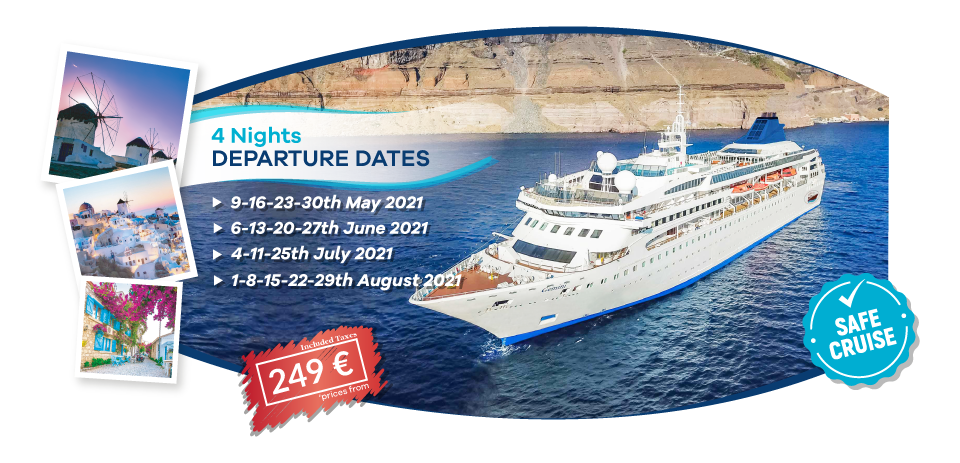 4 Nights
DEPARTURE DATES
9-16-23-30th May 2021
6-13-20-27th June 2021
4-11-25th July 2021
1-8-15-22-29th August 2021
Included Taxes
249 €
*prices from
SAFE
CRUISE